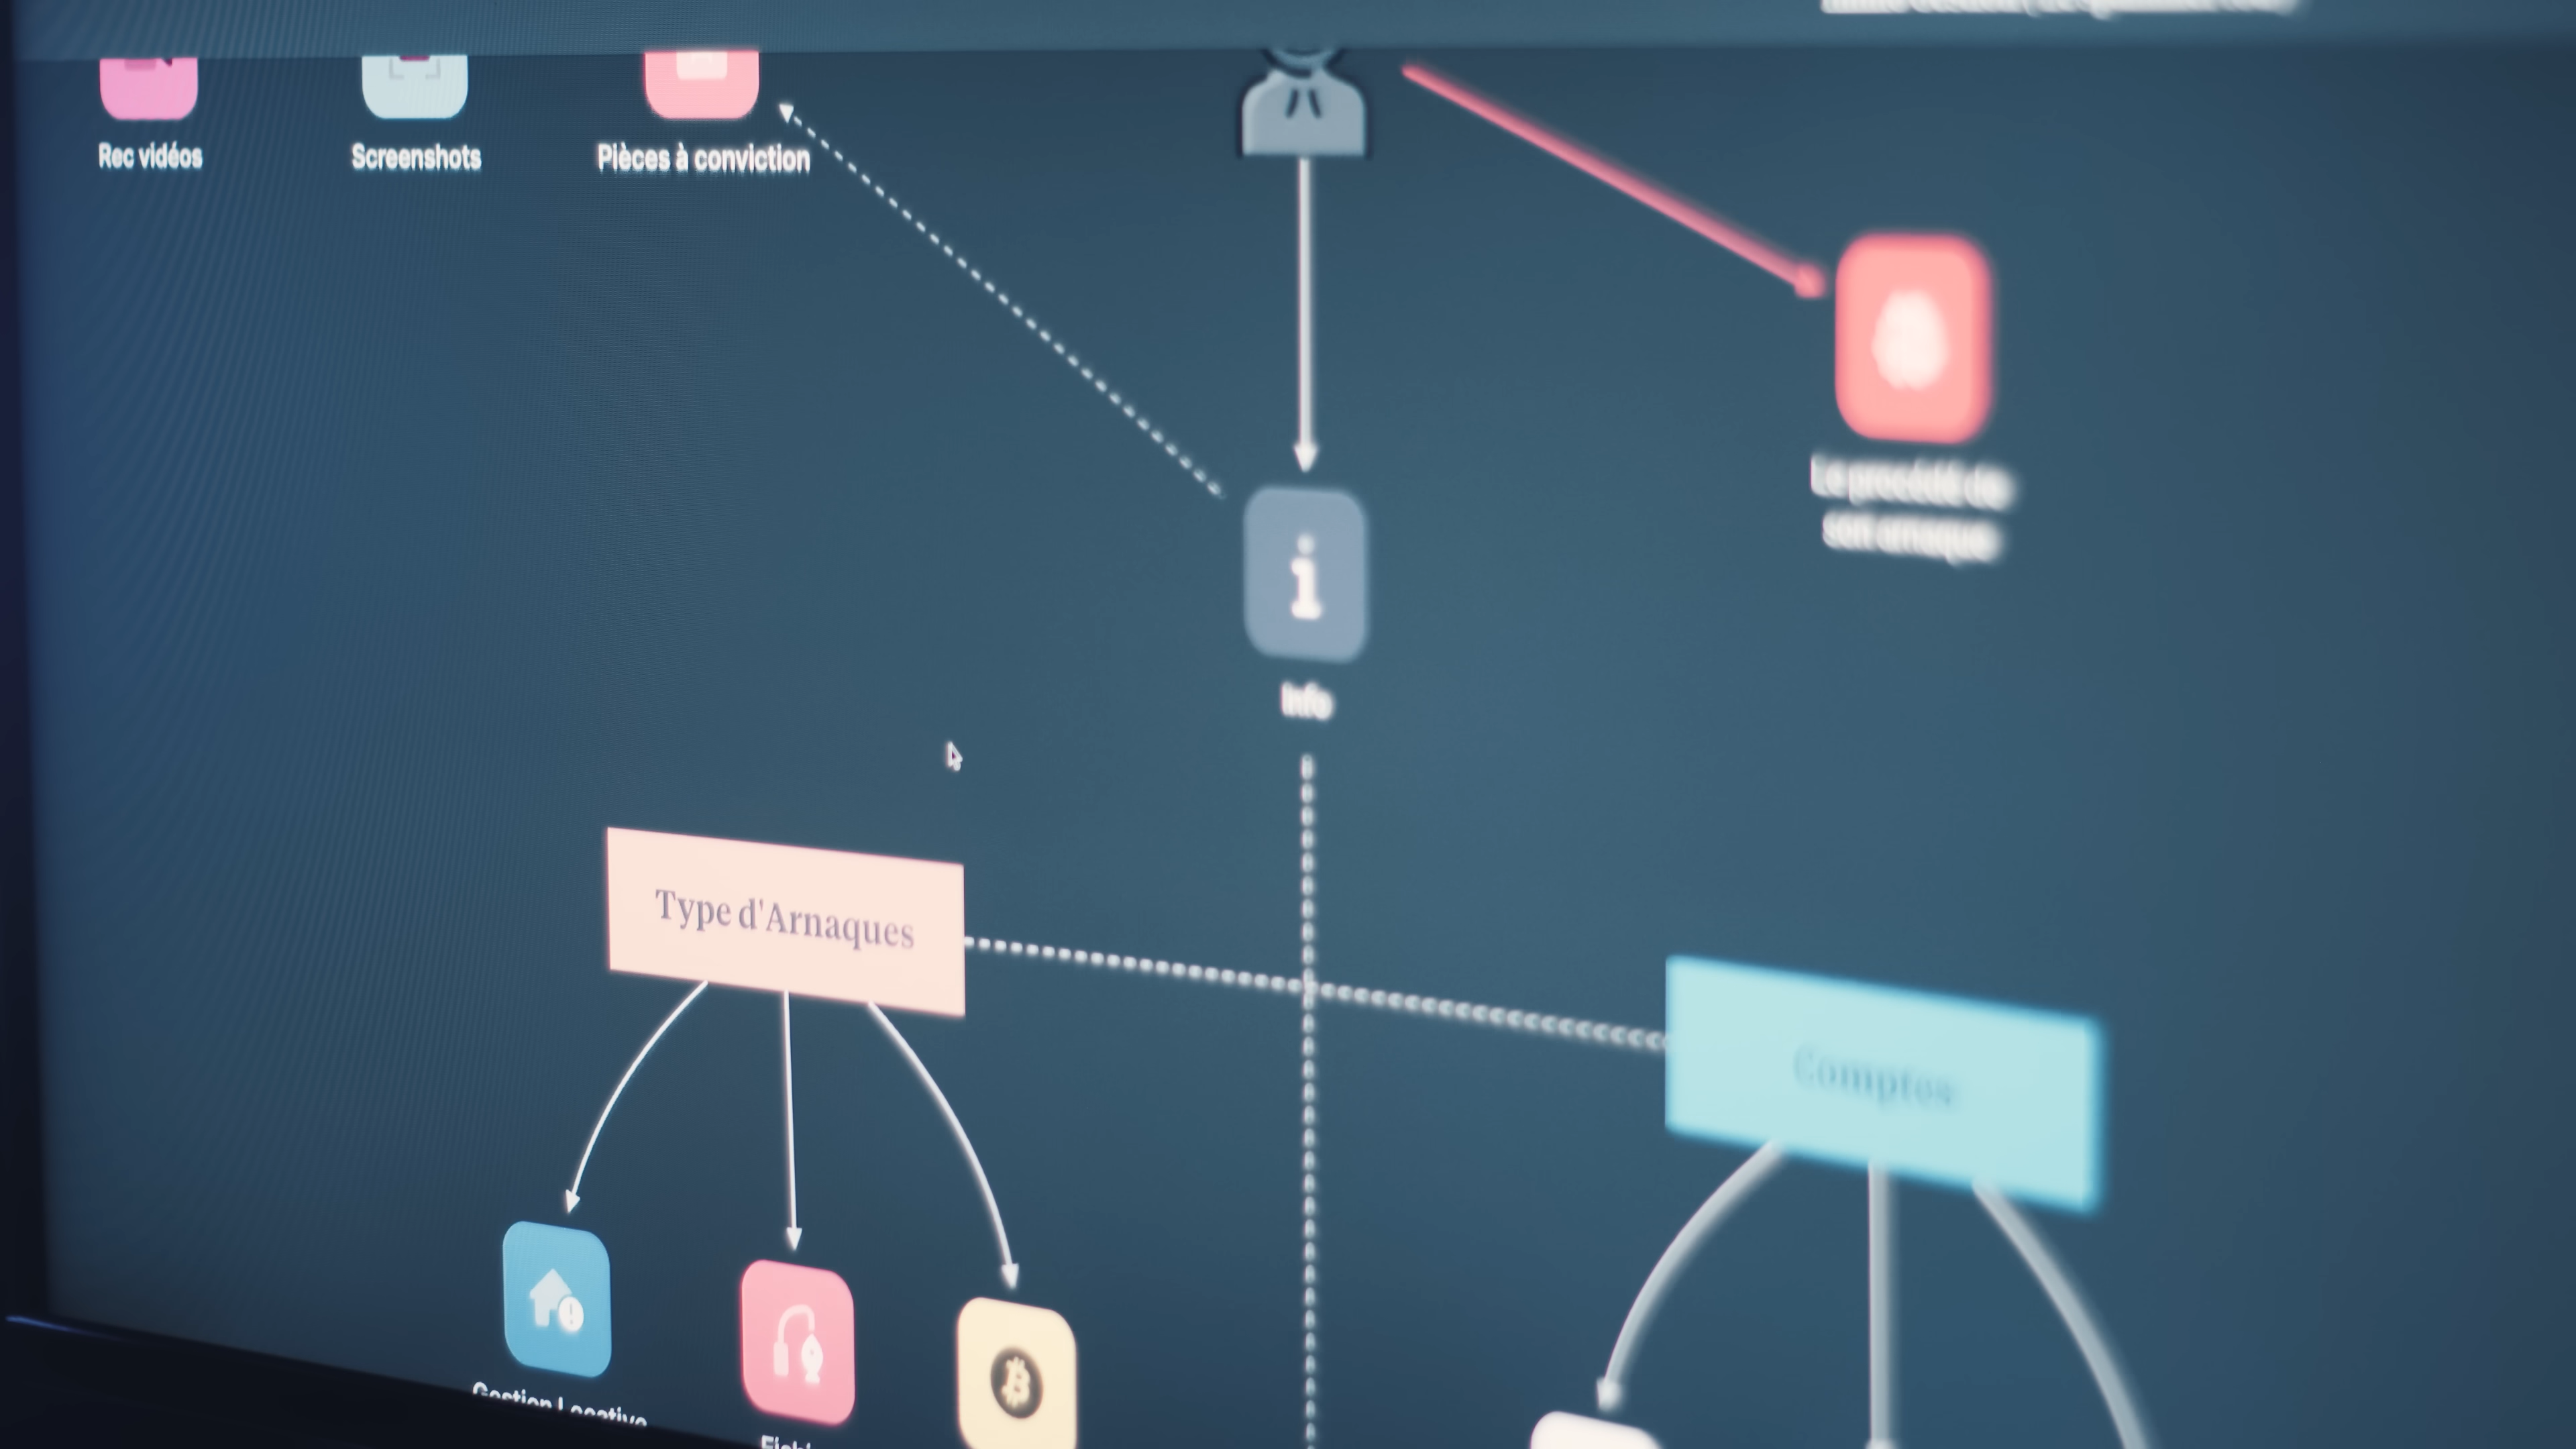 Rec vidéos
Screenshots
Pièces à conviction
Le procédé de
son arnaque
i
Info
Type d'Arnaques
Comptes
Gestion Locative